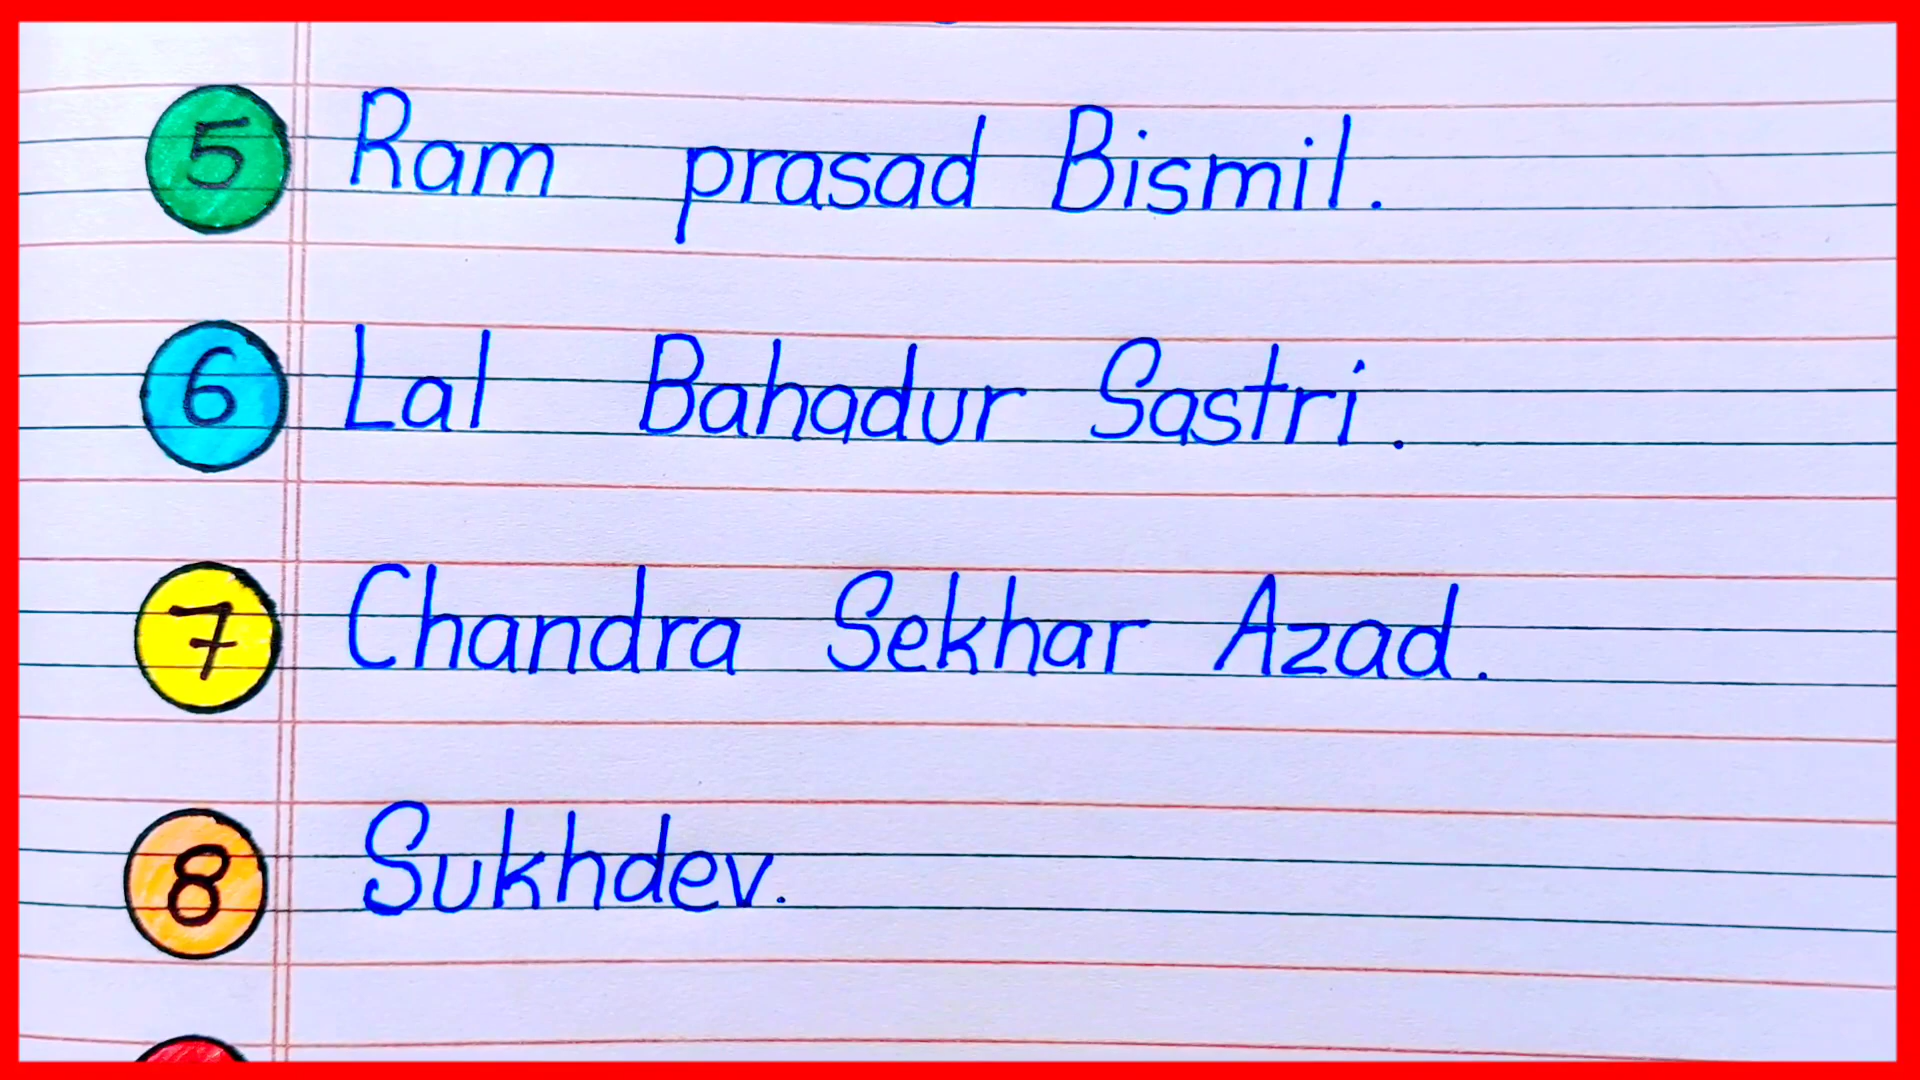 5 Ram prasad Bismil.
6 Lal Bahadur Sastri.
7 Chandra Sekhar Azad.
8 Sukhdev.